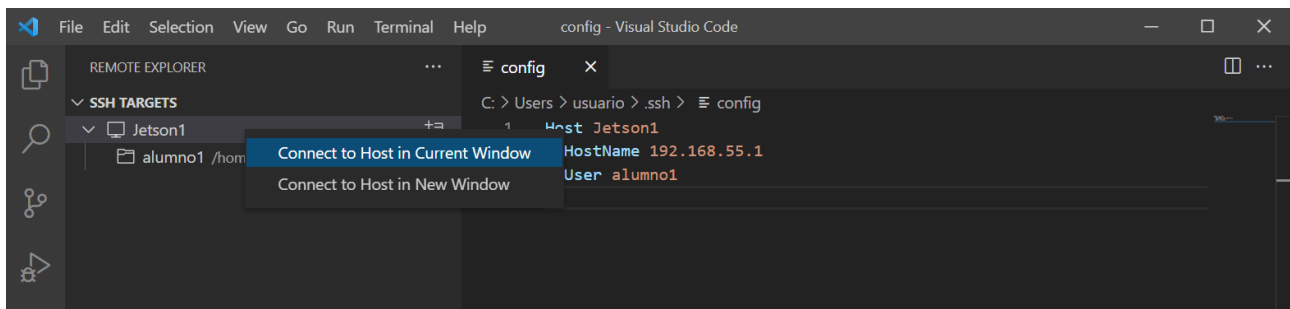 File Edit Selection View Go Run Terminal Help config - Visual Studio Code
REMOTE EXPLORER
SSH TARGETS
Jetson1
alumno1 /hom
Connect to Host in Current Window
Connect to Host in New Window
config
C: > Users > usuario > .ssh > config
1 Host Jetson1
HostName 192.168.55.1
User alumno1